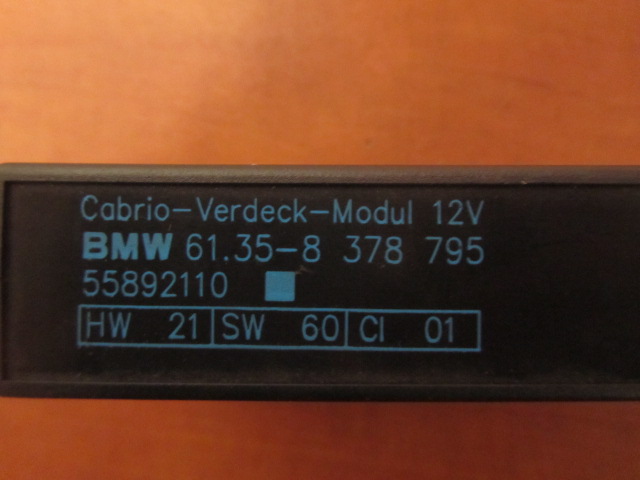 Cabrio-Verdeck-Modul 12V
BMW 61.35-8 378 795
55892110
HW 21 SW 60 CI 01